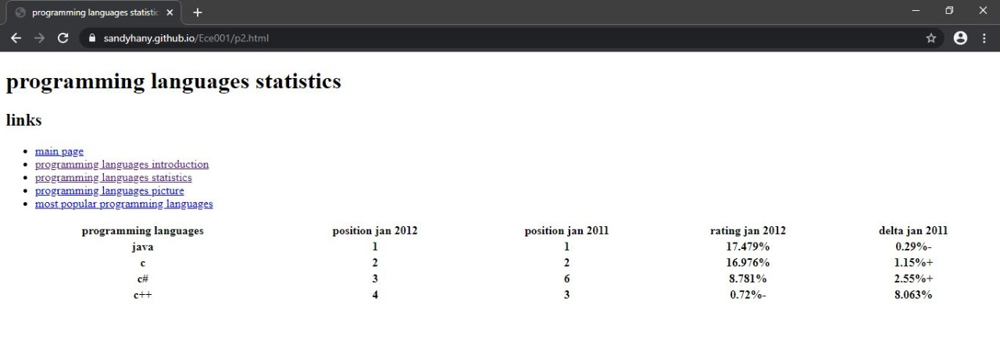 programming languages statistic
sandyhany.github.io/Ece001/p2.html
programming languages statistics
links
main page
programming languages introduction
programming languages statistics
programming languages picture
most popular programming languages
programming languages position jan 2012 position jan 2011 rating jan 2012 delta jan 2011
java 1 1 17.479% 0.29%-
c 2 2 16.976% 1.15%+
c# 3 6 8.781% 2.55%+
c++ 4 3 0.72%- 8.063%